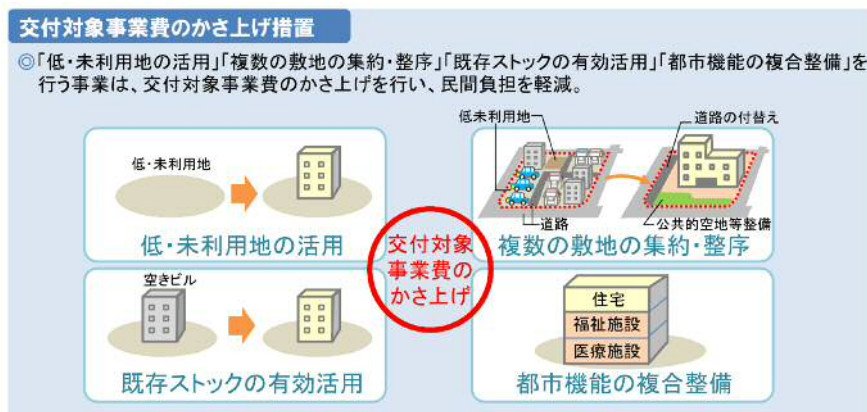 交付対象事業費のかさ上げ措置
◎「低・未利用地の活用」「複数の敷地の集約・整序」「既存ストックの有効活用」「都市機能の複合整備」を
行う事業は、交付対象事業費のかさ上げを行い、民間負担を軽減。
低・未利用地
低・未利用地の活用
低未利用地
道路の付替え
道路
公共的空地等整備
複数の敷地の集約・整序
交付対象
事業費の
かさ上げ
空きビル
既存ストックの有効活用
住宅
福祉施設
医療施設
都市機能の複合整備